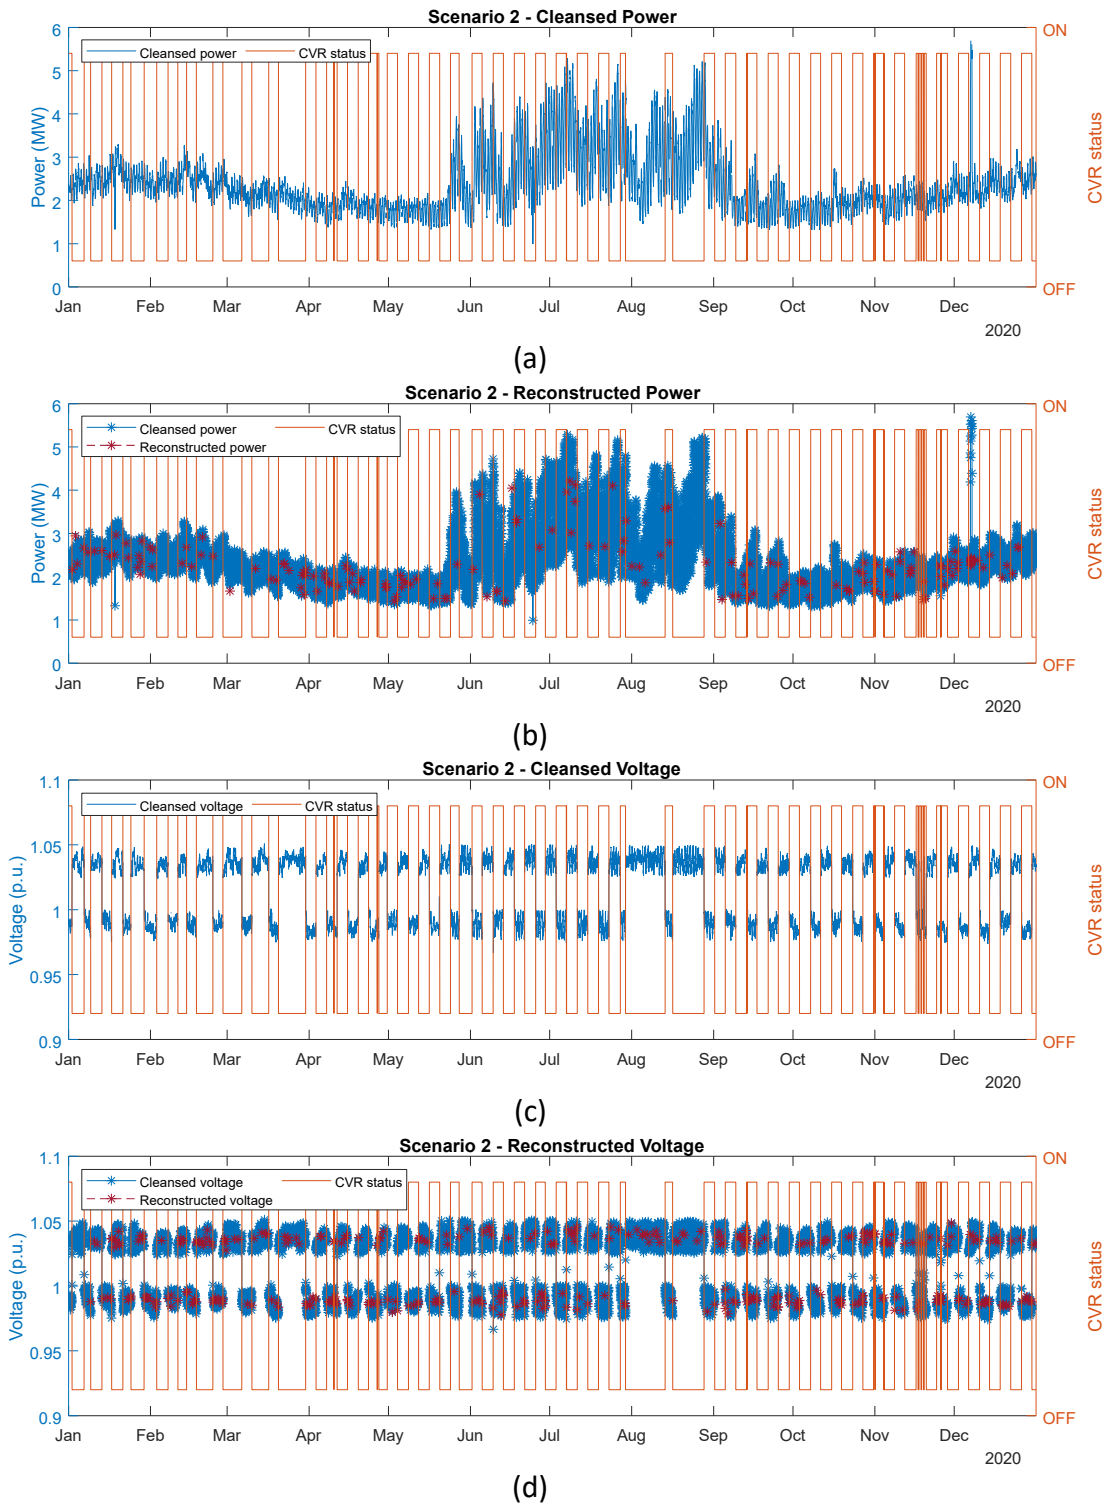 Scenario 2 - Cleansed Power
Cleansed power CVR status
Power (MW)
6
5
4
3
2
1
0
ON
OFF
CVR status
Jan Feb Mar Apr May Jun Jul Aug Sep Oct Nov Dec
2020
(a)
Scenario 2 - Reconstructed Power
Cleansed power CVR status
Reconstructed power
Power (MW)
6
5
4
3
2
1
0
ON
OFF
CVR status
Jan Feb Mar Apr May Jun Jul Aug Sep Oct Nov Dec
2020
(b)
Scenario 2 - Cleansed Voltage
Cleansed voltage CVR status
Voltage (p.u.)
1.1
1.05
1
0.95
0.9
ON
OFF
CVR status
Jan Feb Mar Apr May Jun Jul Aug Sep Oct Nov Dec
2020
(c)
Scenario 2 - Reconstructed Voltage
Cleansed voltage CVR status
Reconstructed voltage
Voltage (p.u.)
1.1
1.05
1
0.95
0.9
ON
OFF
CVR status
Jan Feb Mar Apr May Jun Jul Aug Sep Oct Nov Dec
2020
(d)